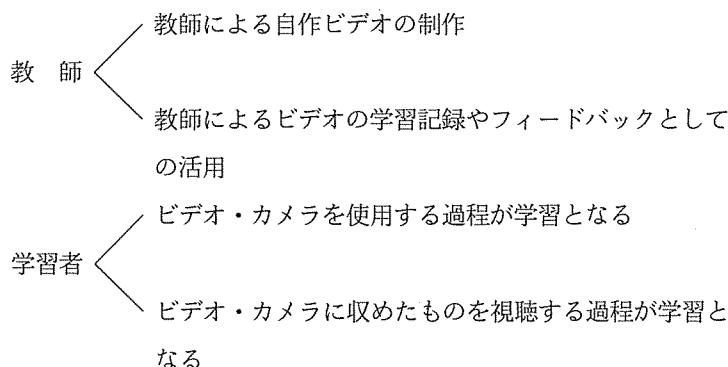 教師による自作ビデオの制作
教　師
教師によるビデオの学習記録やフィードバックとして
の活用
ビデオ・カメラを使用する過程が学習となる
学習者
ビデオ・カメラに収めたものを視聴する過程が学習と
なる